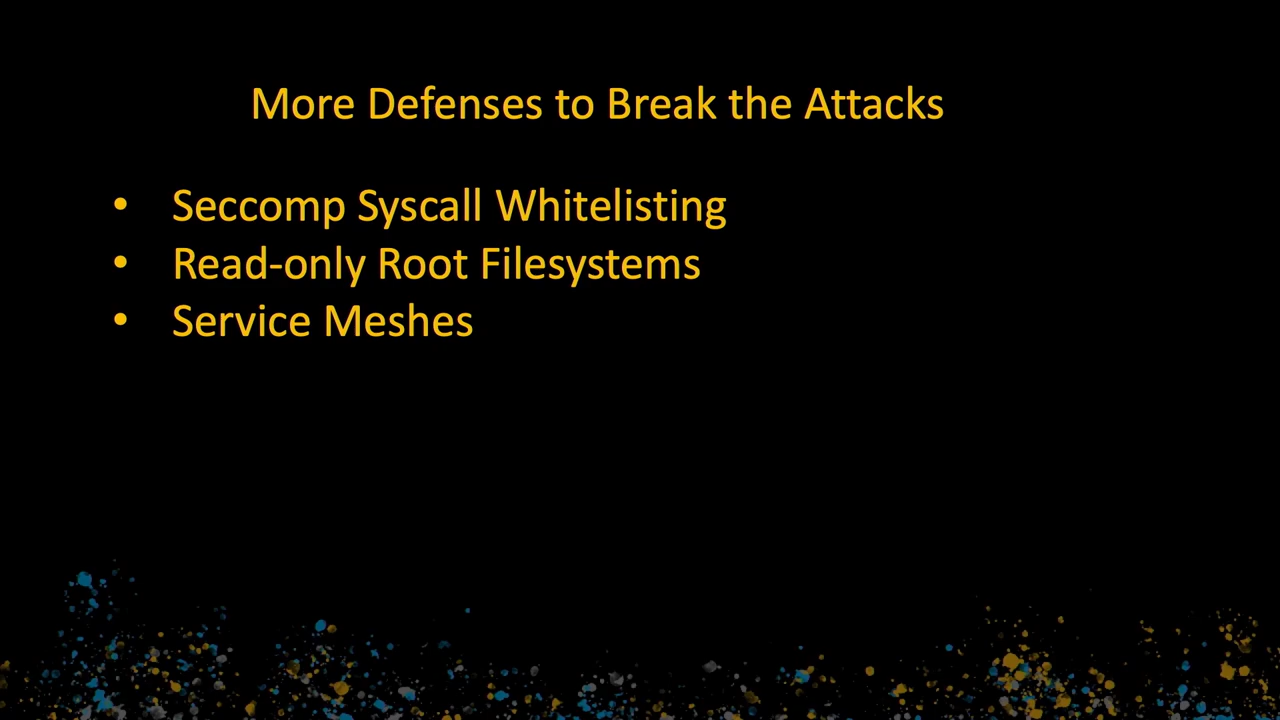 More Defenses to Break the Attacks
• Seccomp Syscall Whitelisting
• Read-only Root Filesystems
• Service Meshes